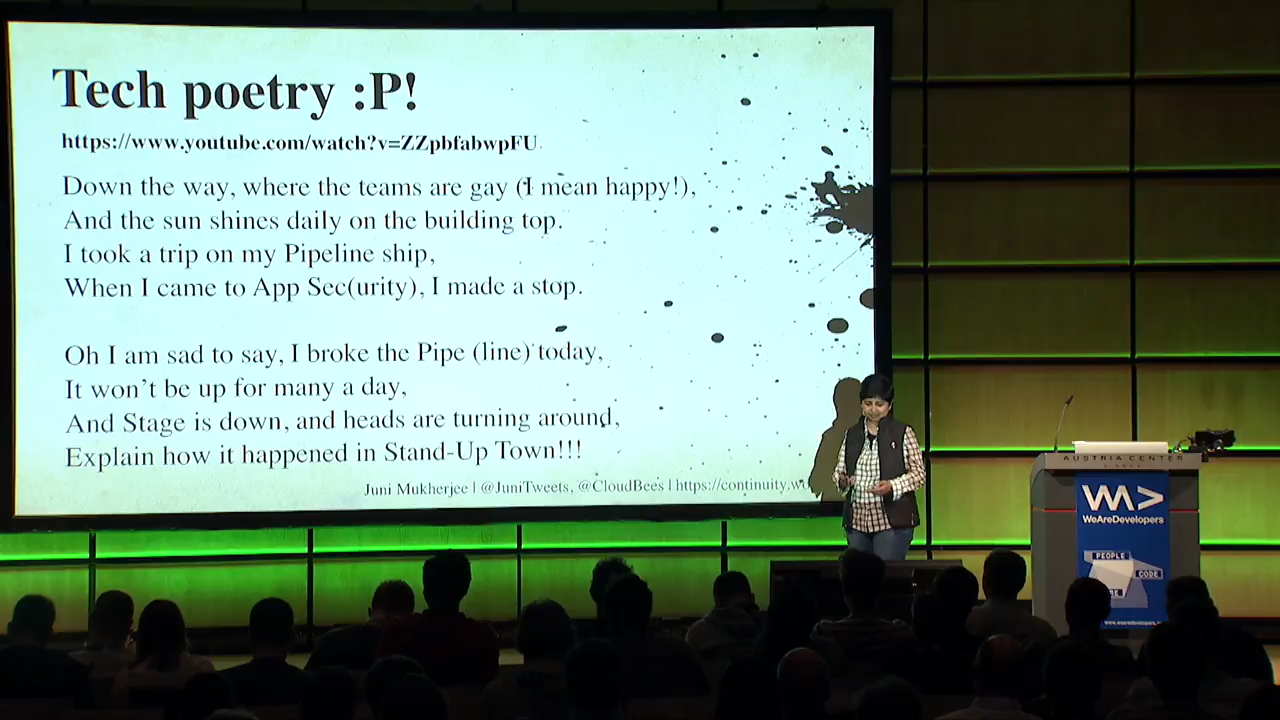 Tech poetry :P!
https://www.youtube.com/watch?v=ZZpbfabwpFU
Down the way, where the teams are gay (I mean happy!),
And the sun shines daily on the building top.
I took a trip on my Pipeline ship,
When I came to App Sec(urity), I made a stop.
Oh I am sad to say, I broke the Pipe (line) today,
It won't be up for many a day,
And Stage is down, and heads are turning around,
Explain how it happened in Stand-Up Town!!!
Juni Mukherjee | @JuniTweets, @CloudBees | https://continuity.wo
AUSTRIA CENTER
WeAreDevelopers
PEOPLE
CODE